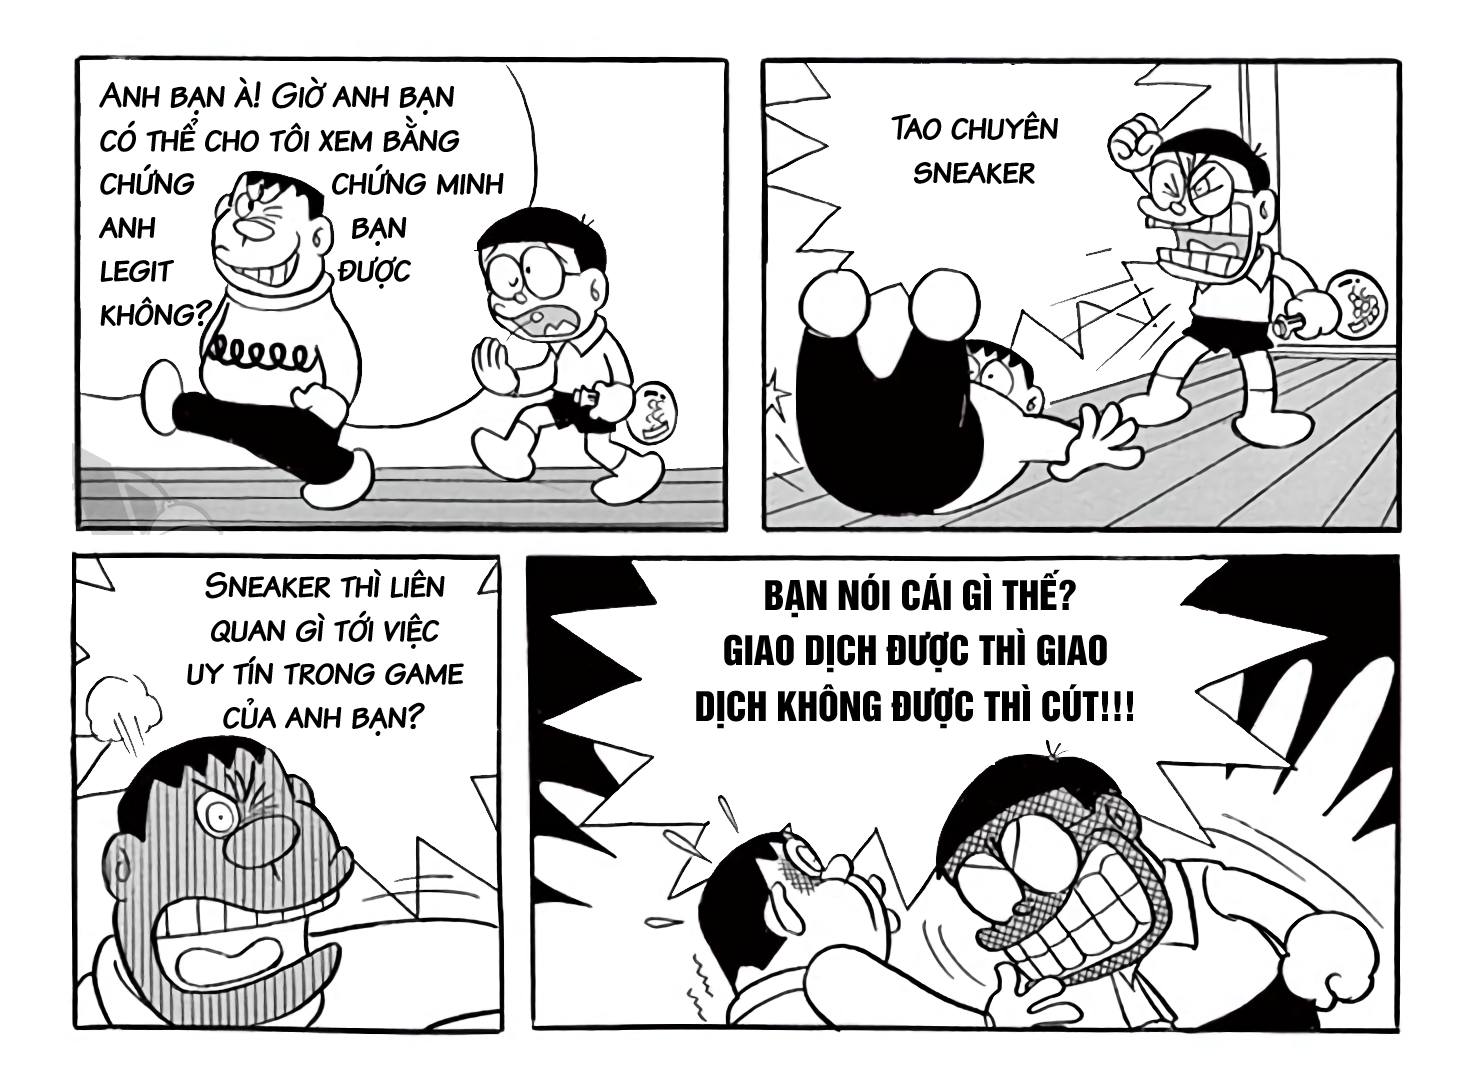 Anh bạn à! Giờ anh bạn
có thể cho tôi xem bằng
chứng chứng minh
anh bạn
legit được
không?
Tao chuyên
sneaker
Sneaker thì liên
quan gì tới việc
uy tín trong game
của anh bạn?
BẠN NÓI CÁI GÌ THẾ?
GIAO DỊCH ĐƯỢC THÌ GIAO
DỊCH KHÔNG ĐƯỢC THÌ CÚT!!!